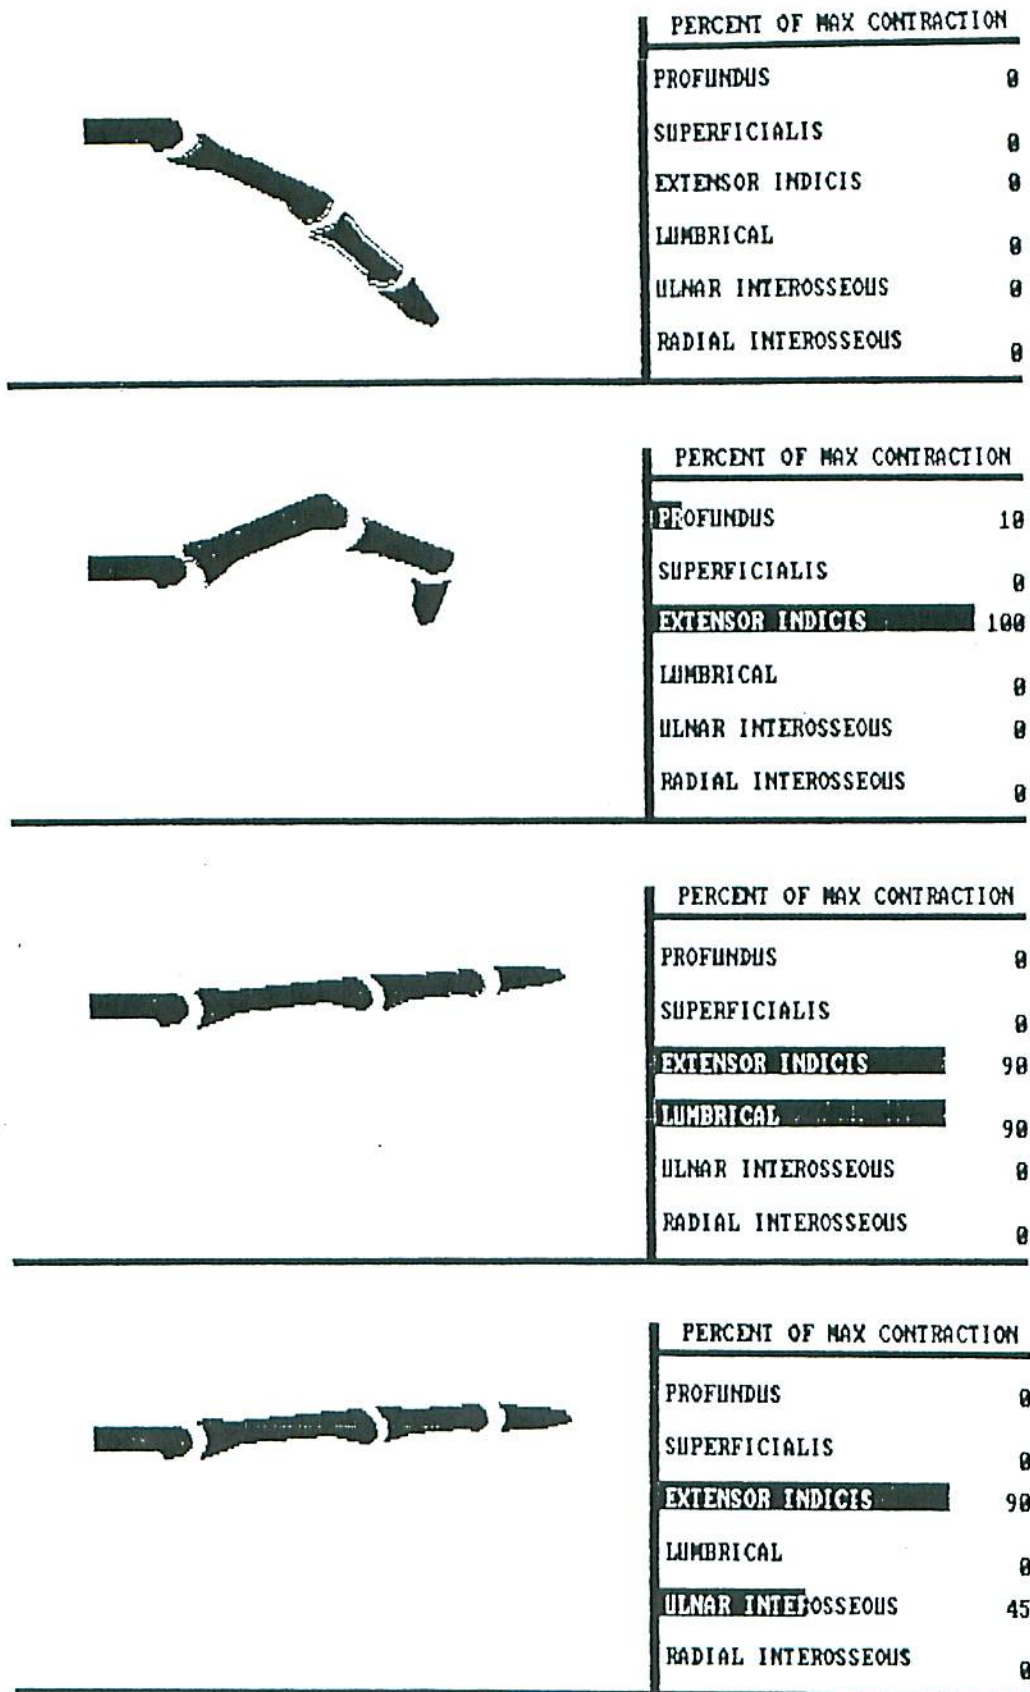 PERCENT OF MAX CONTRACTION
PROFUNDUS 0
SUPERFICIALIS 0
EXTENSOR INDICIS 0
LUMBRICAL 0
ULNAR INTEROSSEOUS 0
RADIAL INTEROSSEOUS 0
PERCENT OF MAX CONTRACTION
PROFUNDUS 10
SUPERFICIALIS 0
EXTENSOR INDICIS 100
LUMBRICAL 0
ULNAR INTEROSSEOUS 0
RADIAL INTEROSSEOUS 0
PERCENT OF MAX CONTRACTION
PROFUNDUS 0
SUPERFICIALIS 0
EXTENSOR INDICIS 90
LUMBRICAL 90
ULNAR INTEROSSEOUS 0
RADIAL INTEROSSEOUS 0
PERCENT OF MAX CONTRACTION
PROFUNDUS 0
SUPERFICIALIS 0
EXTENSOR INDICIS 90
LUMBRICAL 0
ULNAR INTEROSSEOUS 45
RADIAL INTEROSSEOUS 0